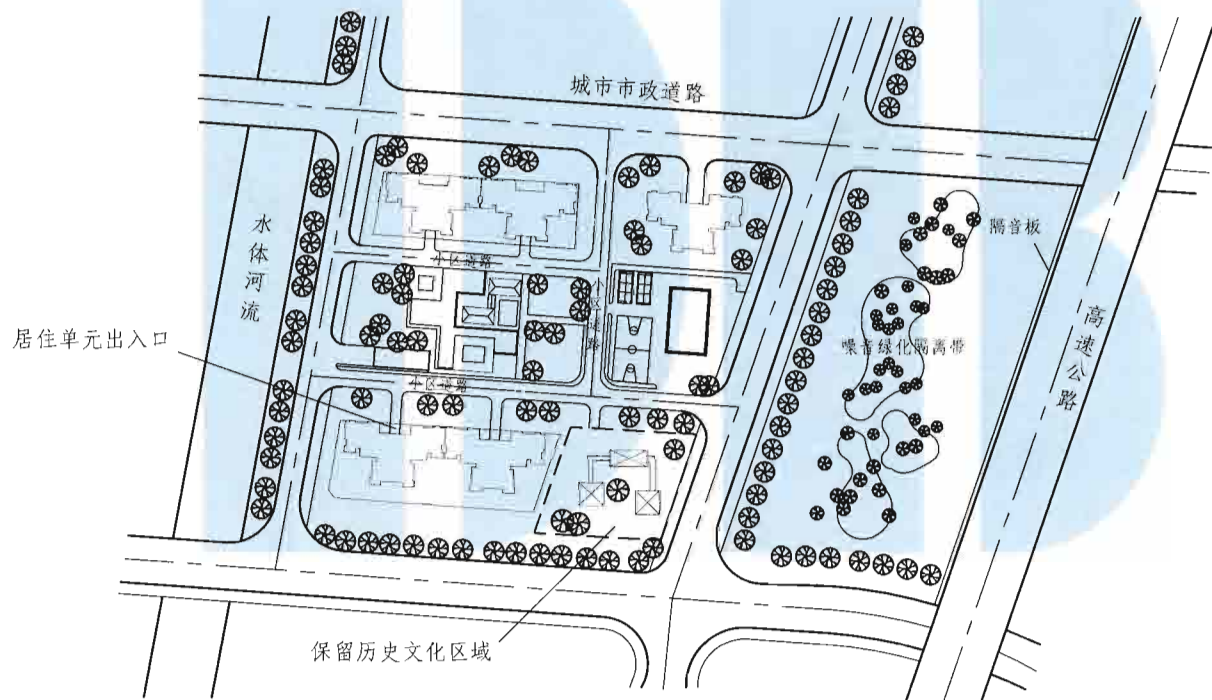 城市市政道路
水体河流
隔音板
小区道路
小区道路
高速公路
居住单元出入口
噪音绿化隔离带
小区道路
保留历史文化区域